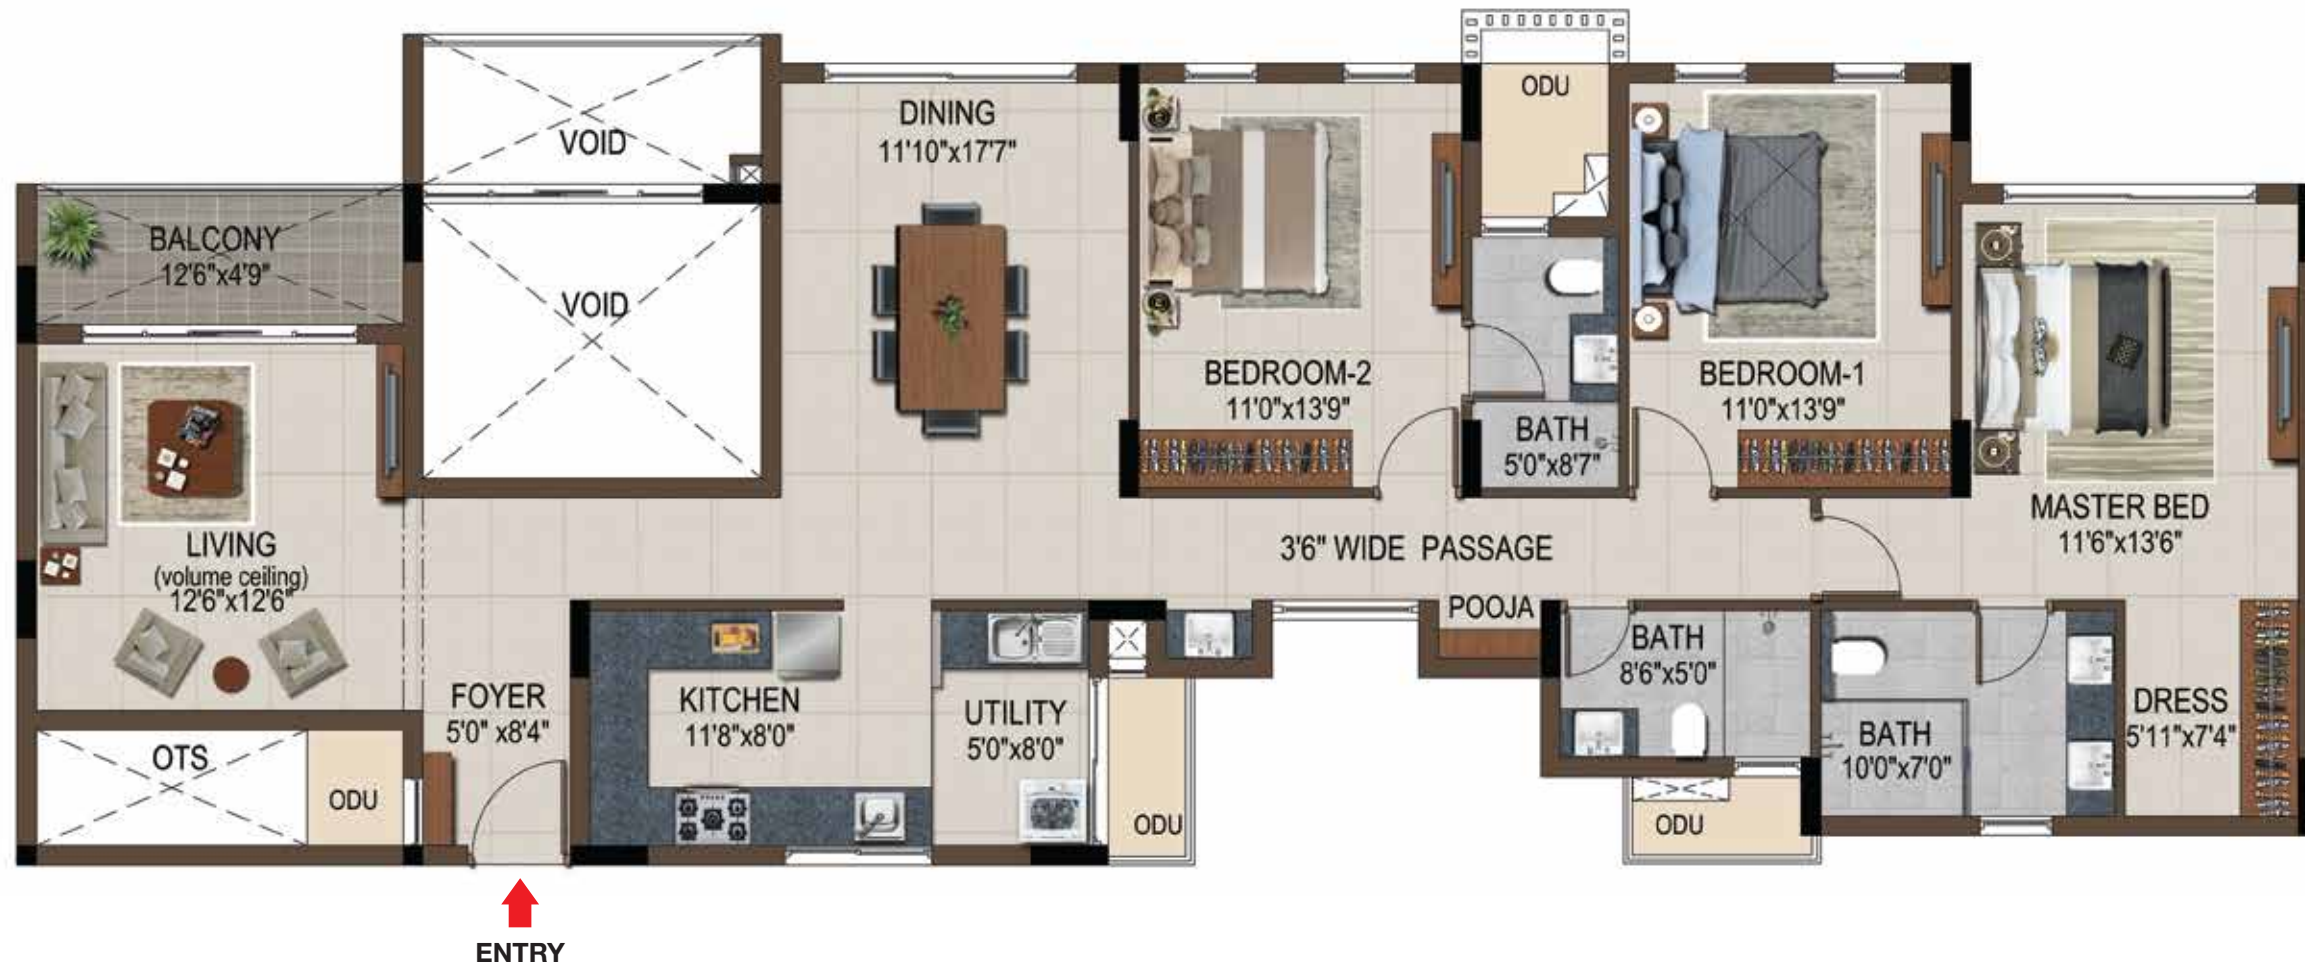 VOID
BALCONY
12'6"x4'9"
VOID
LIVING
(volume ceiling)
12'6"x12'6"
OTS
ODU
FOYER
5'0" x8'4"
ENTRY
KITCHEN
11'8"x8'0"
UTILITY
5'0"x8'0"
ODU
DINING
11'10"x17'7"
BEDROOM-2
11'0"x13'9"
ODU
BATH
5'0"x8'7"
BEDROOM-1
11'0"x13'9"
3'6" WIDE PASSAGE
POOJA
BATH
8'6"x5'0"
ODU
MASTER BED
11'6"x13'6"
BATH
10'0"x7'0"
DRESS
5'11"x7'4"